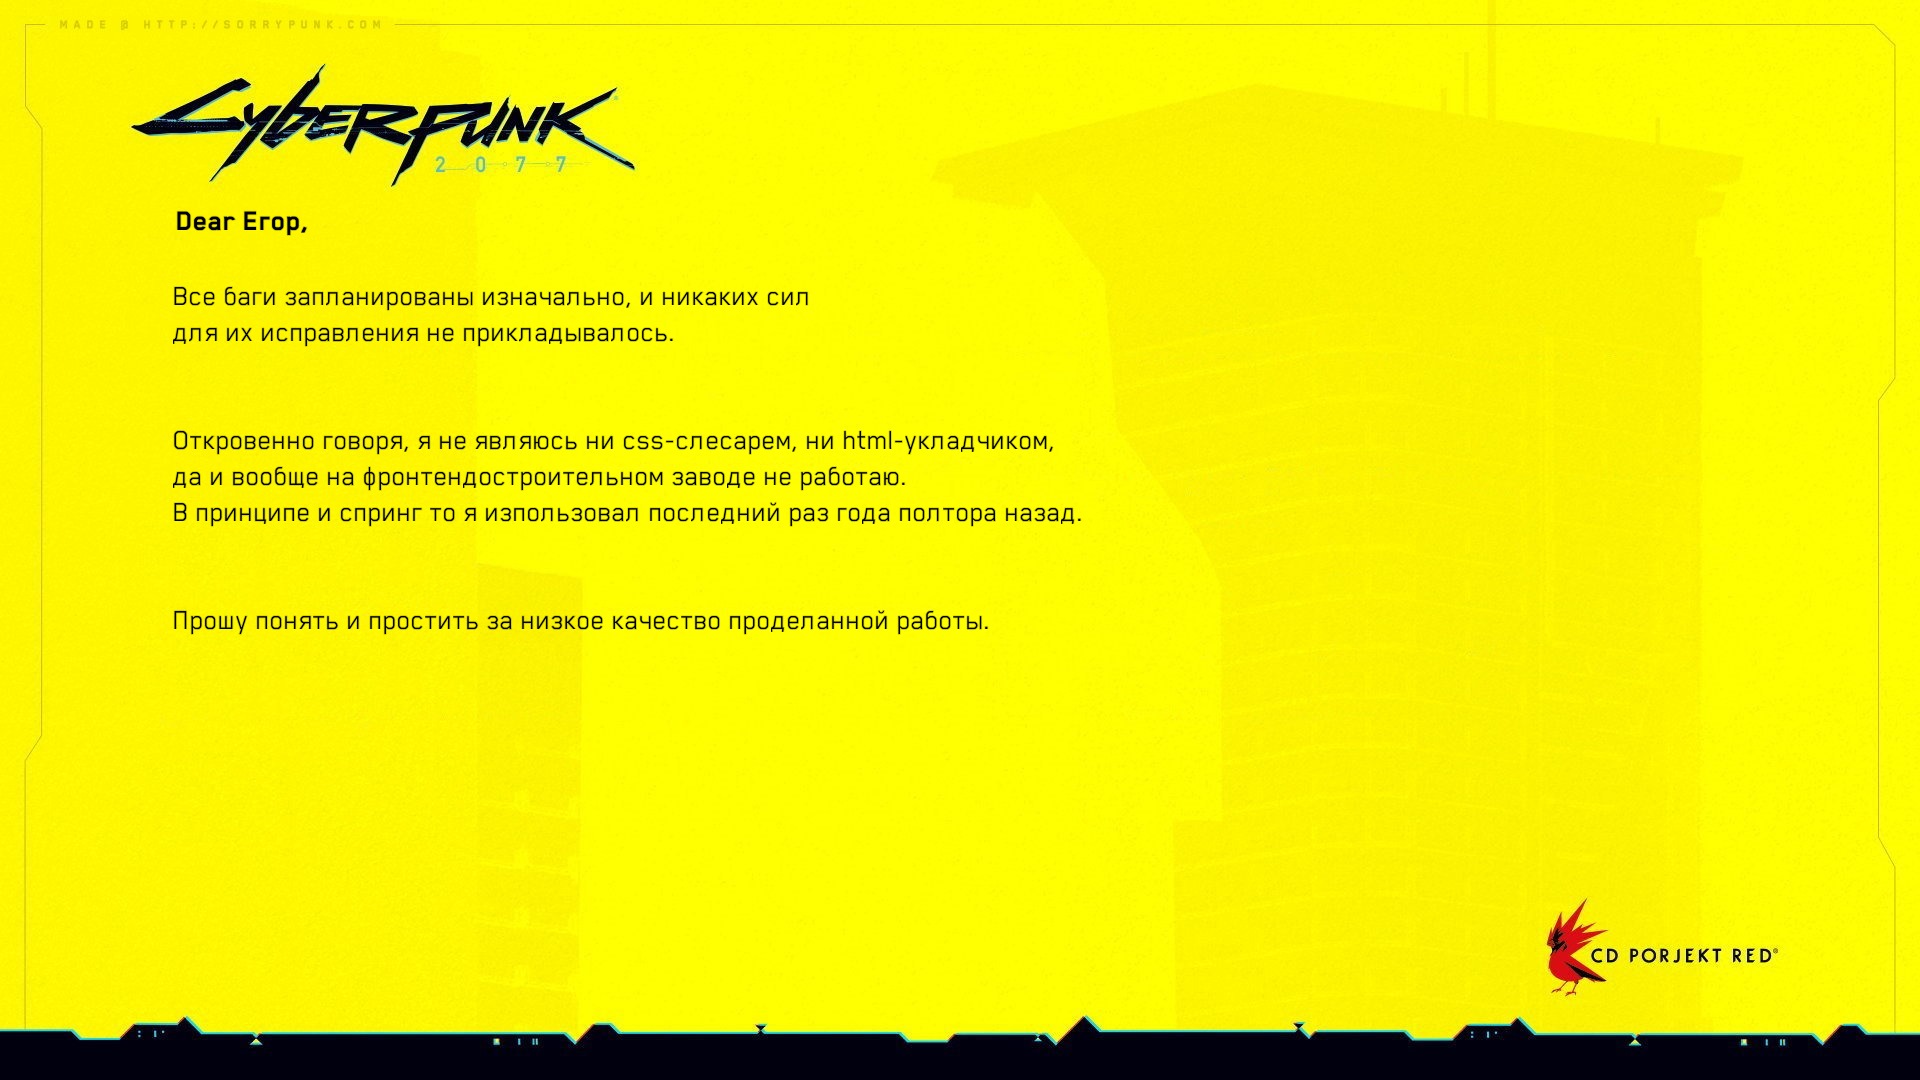 MADE @ HTTP://SORRYPUNK.COM
Cyberpunk
2077
Dear Егор,
Все баги запланированы изначально, и никаких сил
для их исправления не прикладывалось.
Откровенно говоря, я не являюсь ни css-слесарем, ни html-укладчиком,
да и вообще на фронтендостроительном заводе не работаю.
В принципе и спринг то я изпользовал последний раз года полтора назад.
Прошу понять и простить за низкое качество проделанной работы.
CD PORJEKT RED®